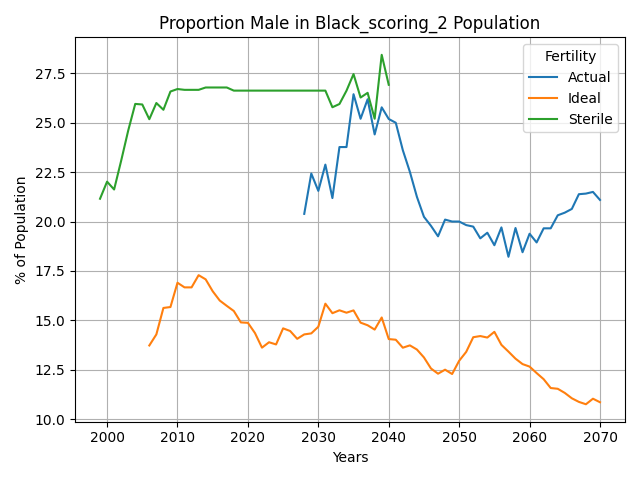 Proportion Male in Black_scoring_2 Population
Fertility
Actual
Ideal
Sterile
% of Population
27.5
25.0
22.5
20.0
17.5
15.0
12.5
10.0
2000 2010 2020 2030 2040 2050 2060 2070
Years